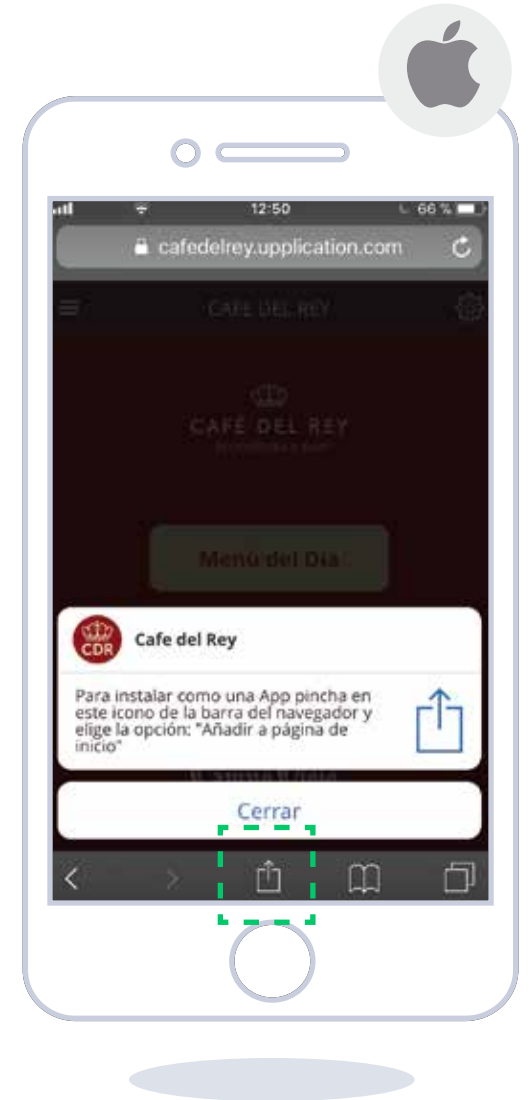 12:50 66 %
cafedelrey.upplication.com
CAFE DEL REY
CAFÉ DEL REY
Menú del Día
CDR
Cafe del Rey
Para instalar como una App pincha en
este icono de la barra del navegador y
elige la opción: "Añadir a página de
inicio"
Cerrar